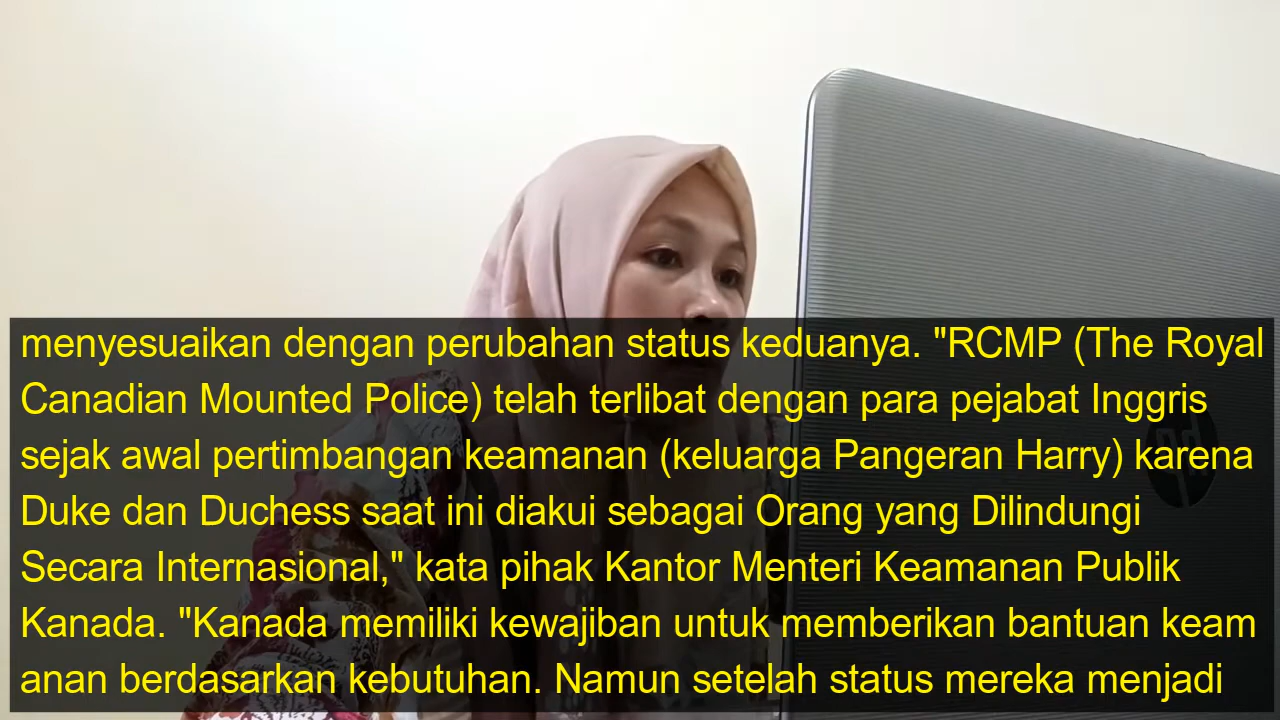 menyesuaikan dengan perubahan status keduanya. "RCMP (The Royal
Canadian Mounted Police) telah terlibat dengan para pejabat Inggris
sejak awal pertimbangan keamanan (keluarga Pangeran Harry) karena
Duke dan Duchess saat ini diakui sebagai Orang yang Dilindungi
Secara Internasional," kata pihak Kantor Menteri Keamanan Publik
Kanada. "Kanada memiliki kewajiban untuk memberikan bantuan keam
anan berdasarkan kebutuhan. Namun setelah status mereka menjadi
hp